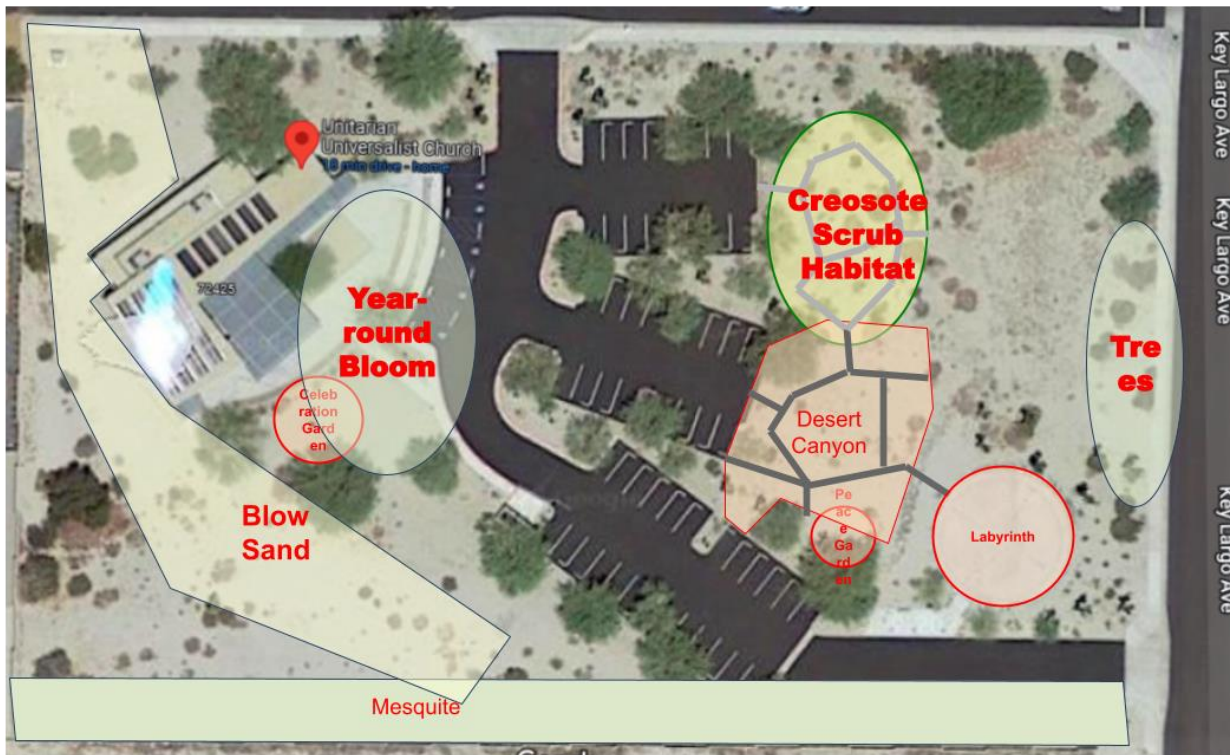 Unitarian
Universalist Church
18 min drive - home
72425
Year-
round
Bloom
Celeb
ration
Gard
en
Blow
Sand
Mesquite
Creosote
Scrub
Habitat
Desert
Canyon
Pe
ac
e
Gar
den
Labyrinth
Tre
es
Key Largo Ave
Key Largo Ave
Key Largo Ave